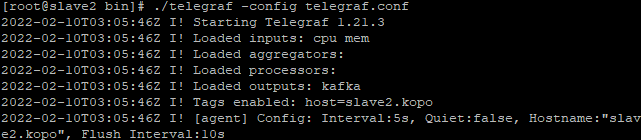 [root@slave2 bin]# ./telegraf -config telegraf.conf
2022-02-10T03:05:46Z I! Starting Telegraf 1.21.3
2022-02-10T03:05:46Z I! Loaded inputs: cpu mem
2022-02-10T03:05:46Z I! Loaded aggregators:
2022-02-10T03:05:46Z I! Loaded processors:
2022-02-10T03:05:46Z I! Loaded outputs: kafka
2022-02-10T03:05:46Z I! Tags enabled: host=slave2.kopo
2022-02-10T03:05:46Z I! [agent] Config: Interval:5s, Quiet:false, Hostname:"slav
e2.kopo", Flush Interval:10s